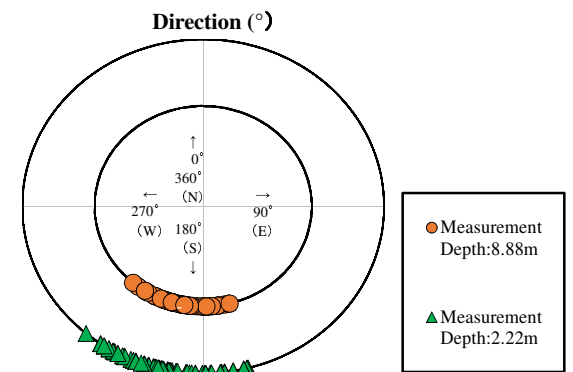 Direction (°)
↑
0°
360°
（N）
←
→
270°
90°
（W）
180°
（E）
（S）
↓
Measurement
Depth:8.88m
Measurement
Depth:2.22m